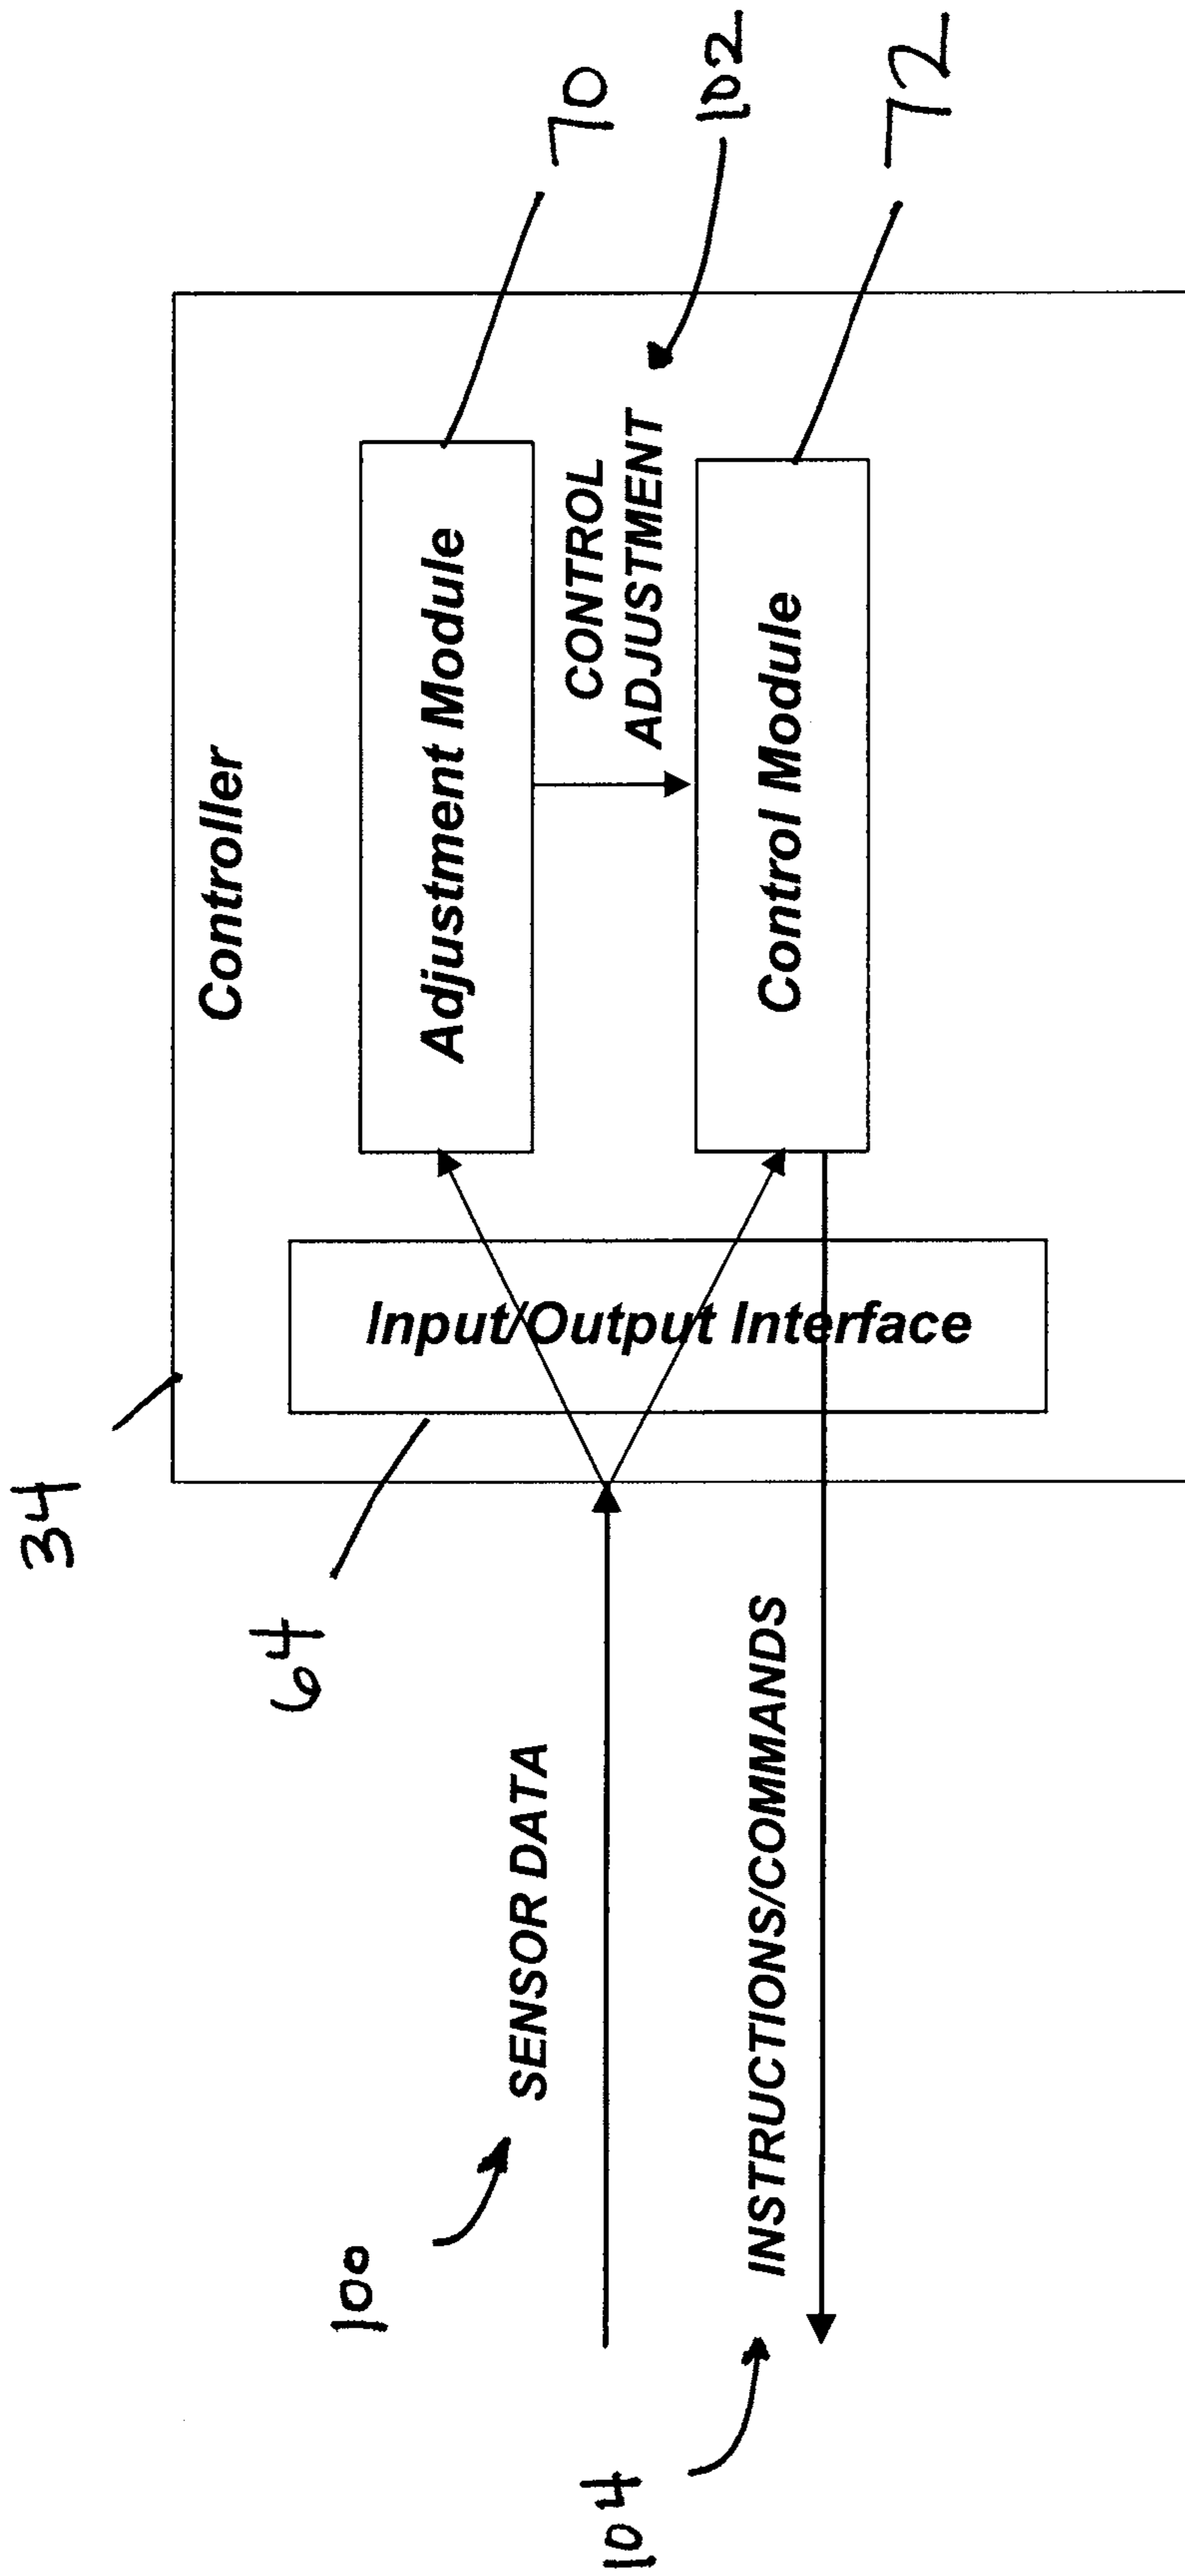 34
Controller
64
Input/Output Interface
Adjustment Module
70
CONTROL
ADJUSTMENT
102
Control Module
72
100
SENSOR DATA
104
INSTRUCTIONS/COMMANDS